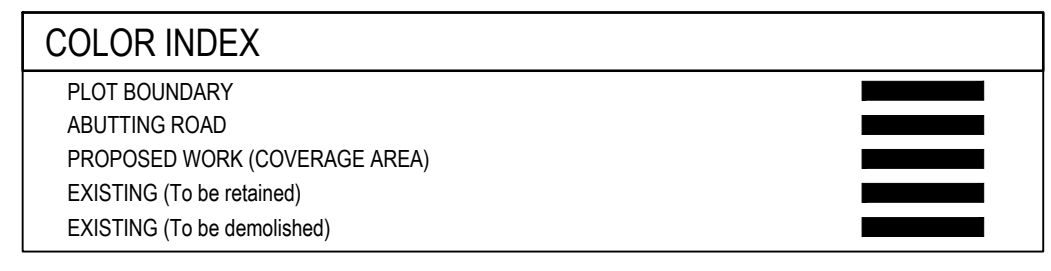 COLOR INDEX
PLOT BOUNDARY
ABUTTING ROAD
PROPOSED WORK (COVERAGE AREA)
EXISTING (To be retained)
EXISTING (To be demolished)